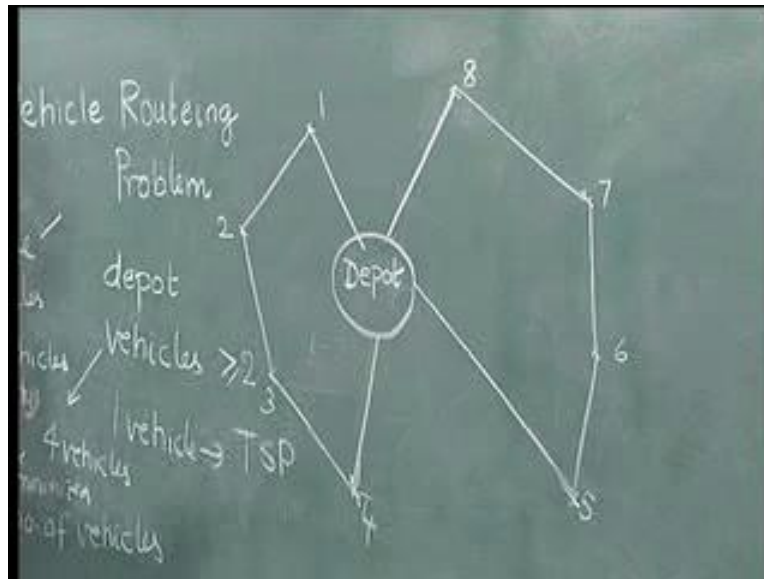 ehicle Routeing
Problem
depot
vehicles ≥2
hicles
1 vehicle → TSP
4 vehicles
of vehicles
1
2
3
4
5
6
7
8
Depot